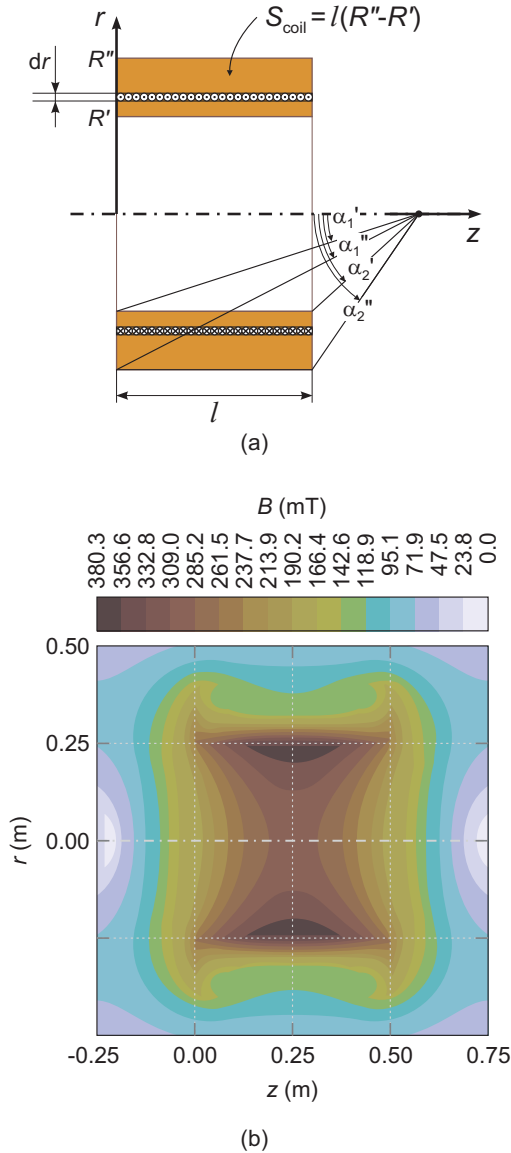 r
S_coil = l(R″-R′)
R″
dr
R′
α₁′
z
α₁″
α₂′
α₂″
l
(a)
B (mT)
380.3 356.6 332.8 309.0 285.2 261.5 237.7 213.9 190.2 166.4 142.6 118.9 95.1 71.9 47.5 23.8 0.0
0.50
0.25
r (m)
0.00
-0.25 0.00 0.25 0.50 0.75
z (m)
(b)